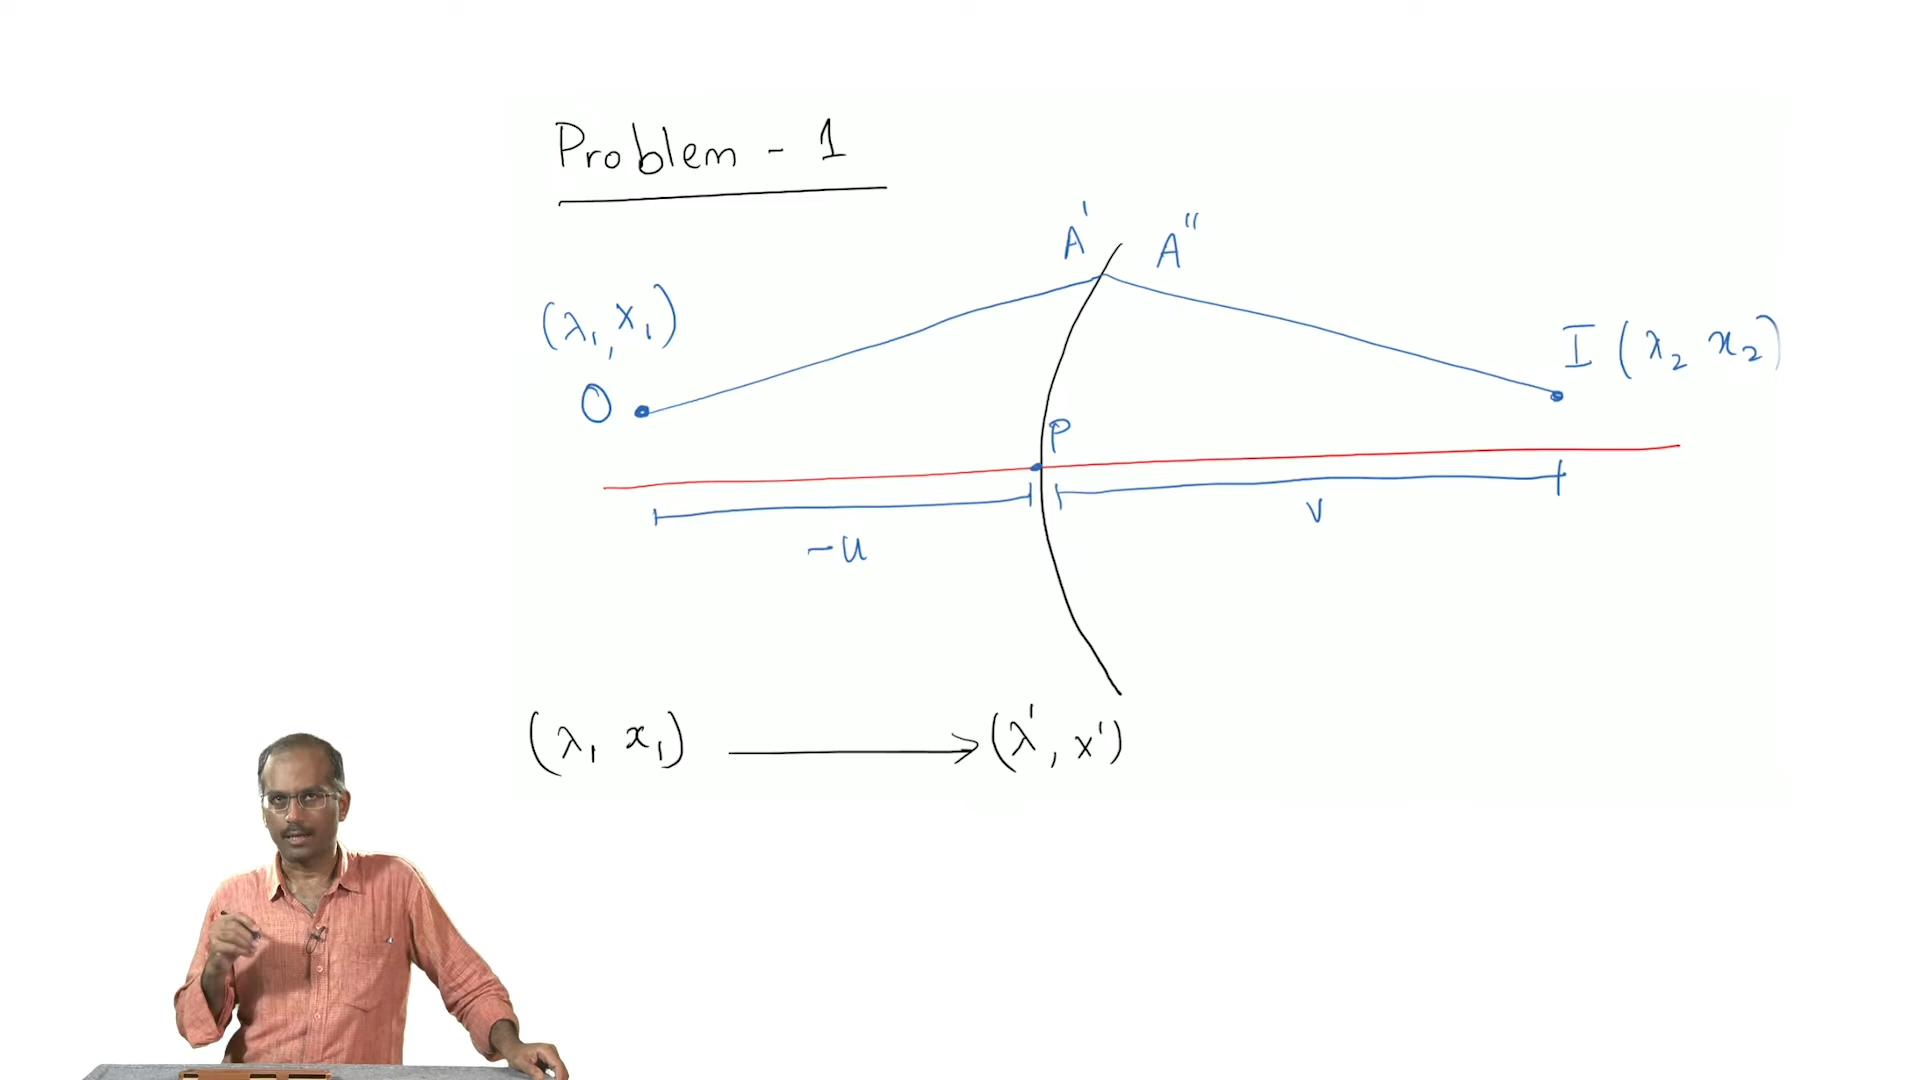 Problem - 1
A' A''
(λ₁, x₁)
I (λ₂ x₂)
O
P
-u
v
(λ₁ x₁) ⟶ (λ', x')